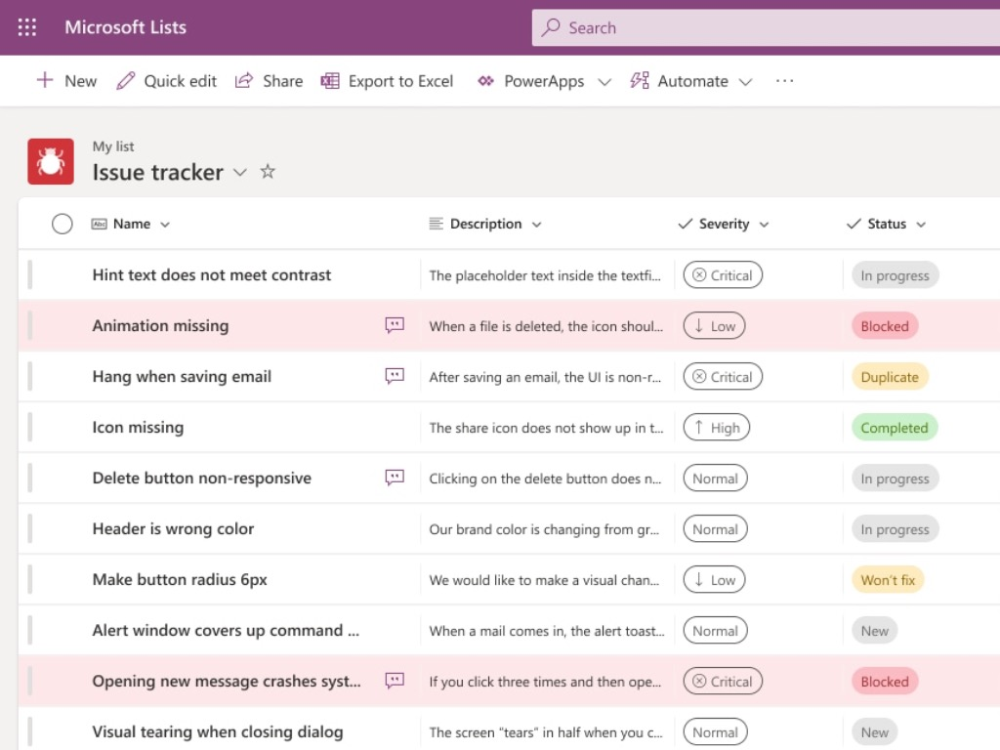 Microsoft Lists Search
New Quick edit Share Export to Excel PowerApps Automate ...
My list
Issue tracker
Abc Name Description Severity Status
Hint text does not meet contrast The placeholder text inside the textfi... Critical In progress
Animation missing When a file is deleted, the icon shoul... Low Blocked
Hang when saving email After saving an email, the UI is non-r... Critical Duplicate
Icon missing The share icon does not show up in t... High Completed
Delete button non-responsive Clicking on the delete button does n... Normal In progress
Header is wrong color Our brand color is changing from gr... Normal In progress
Make button radius 6px We would like to make a visual chan... Low Won't fix
Alert window covers up command ... When a mail comes in, the alert toast... Normal New
Opening new message crashes syst... If you click three times and then ope... Critical Blocked
Visual tearing when closing dialog The screen “tears” in half when you c... Normal New